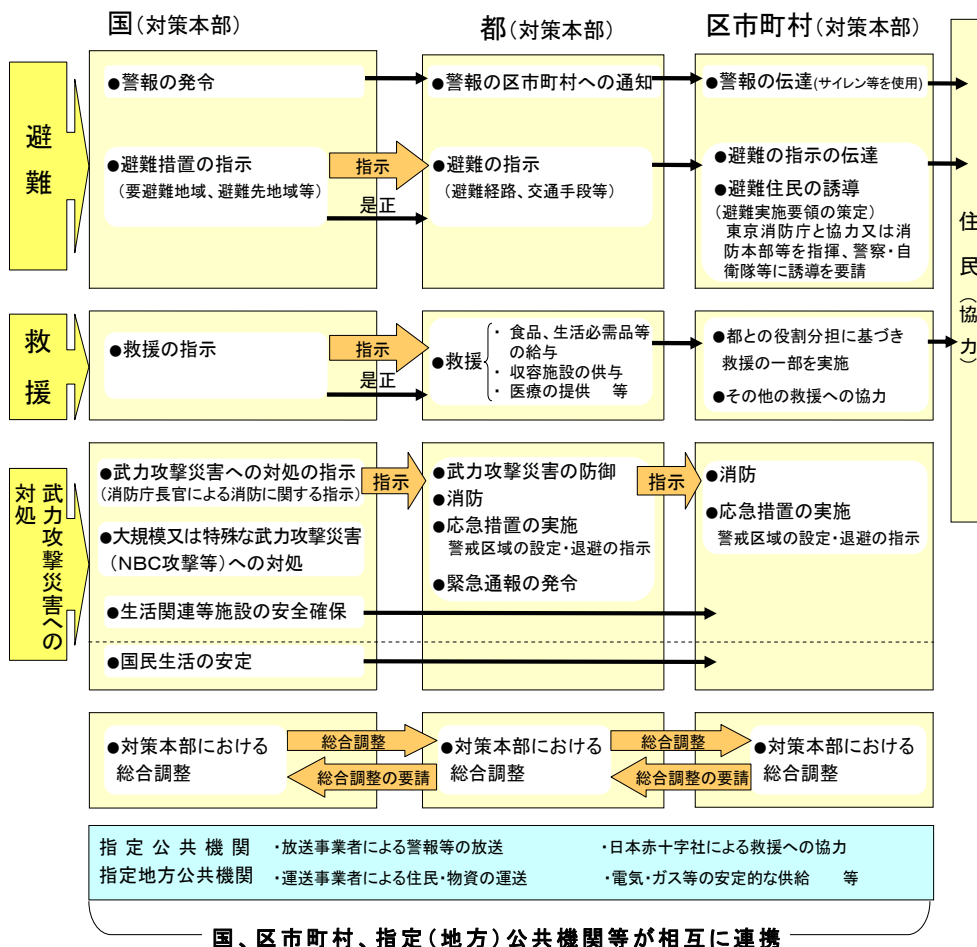 国(対策本部)
都(対策本部)
区市町村(対策本部)
避難
●警報の発令
●警報の区市町村への通知
●警報の伝達(サイレン等を使用)
●避難措置の指示
(要避難地域、避難先地域等)
指示
是正
●避難の指示
(避難経路、交通手段等)
●避難の指示の伝達
●避難住民の誘導
(避難実施要領の策定)
東京消防庁と協力又は消
防本部等を指揮、警察・自
衛隊等に誘導を要請
住民(協力)
救援
●救援の指示
指示
是正
●救援
・ 食品、生活必需品等
の給与
・ 収容施設の供与
・ 医療の提供 等
●都との役割分担に基づき
救援の一部を実施
●その他の救援への協力
武力攻撃災害への
対処
●武力攻撃災害への対処の指示
(消防庁長官による消防に関する指示)
●大規模又は特殊な武力攻撃災害
(NBC攻撃等)への対処
●生活関連等施設の安全確保
●国民生活の安定
指示
●武力攻撃災害の防御
●消防
●応急措置の実施
警戒区域の設定・退避の指示
●緊急通報の発令
指示
●消防
●応急措置の実施
警戒区域の設定・退避の指示
●対策本部における
総合調整
総合調整
総合調整の要請
●対策本部における
総合調整
総合調整
総合調整の要請
●対策本部における
総合調整
指定公共機関 ・放送事業者による警報等の放送 ・日本赤十字社による救援への協力
指定地方公共機関 ・運送事業者による住民・物資の運送 ・電気・ガス等の安定的な供給 等
国、区市町村、指定(地方)公共機関等が相互に連携